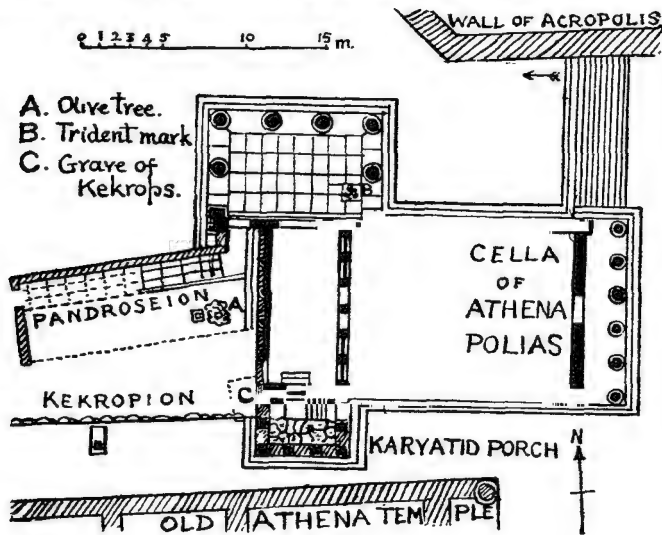 WALL OF ACROPOLIS
0 1 2 3 4 5 10 15 m.
A. Olive tree.
B. Trident mark
C. Grave of
Kekrops.
B
CELLA
OF
ATHENA
POLIAS
PANDROSEION
A
KEKROPION
C
KARYATID PORCH
N
OLD ATHENA TEMPLE